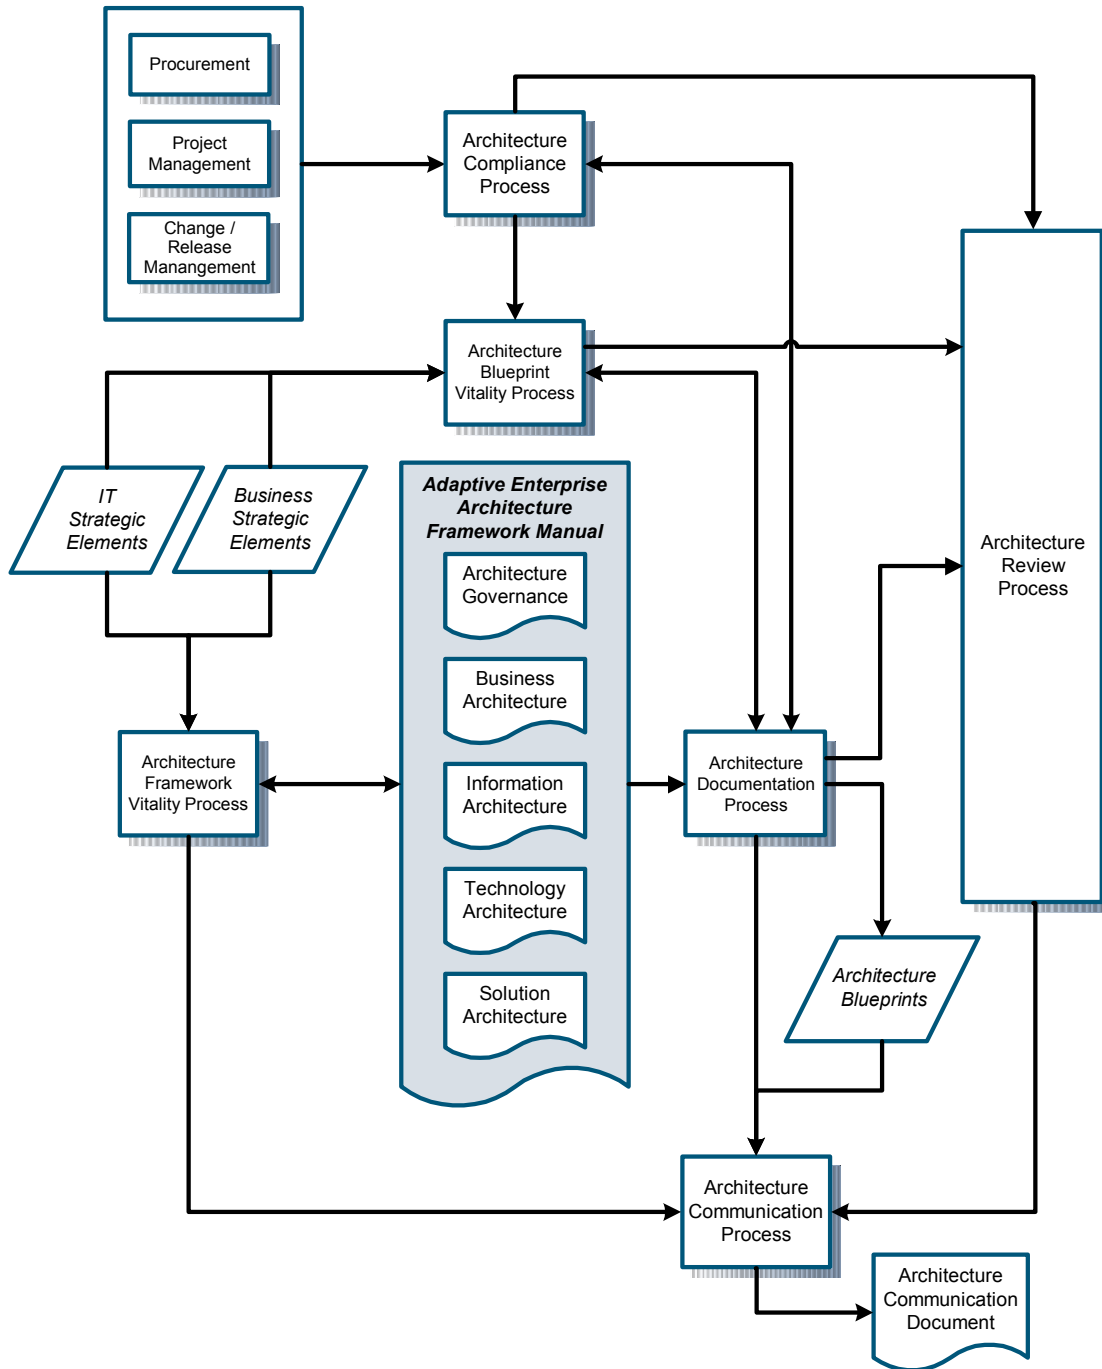 Procurement
Project
Management
Change /
Release
Manangement
Architecture
Compliance
Process
Architecture
Blueprint
Vitality Process
IT
Strategic
Elements
Business
Strategic
Elements
Adaptive Enterprise
Architecture
Framework Manual
Architecture
Governance
Business
Architecture
Information
Architecture
Technology
Architecture
Solution
Architecture
Architecture
Review
Process
Architecture
Framework
Vitality Process
Architecture
Documentation
Process
Architecture
Blueprints
Architecture
Communication
Process
Architecture
Communication
Document